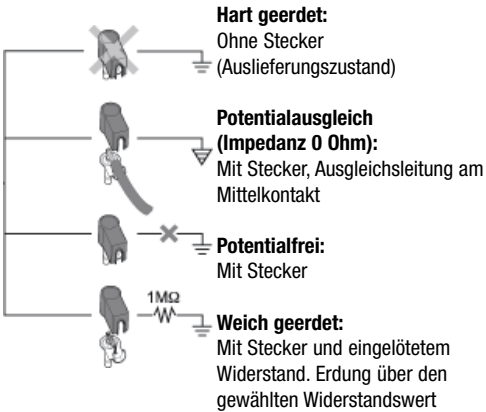 Hart geerdet:
Ohne Stecker
(Auslieferungszustand)
Potentialausgleich
(Impedanz 0 Ohm):
Mit Stecker, Ausgleichsleitung am
Mittelkontakt
Potentialfrei:
Mit Stecker
1MΩ
Weich geerdet:
Mit Stecker und eingelötetem
Widerstand. Erdung über den
gewählten Widerstandswert